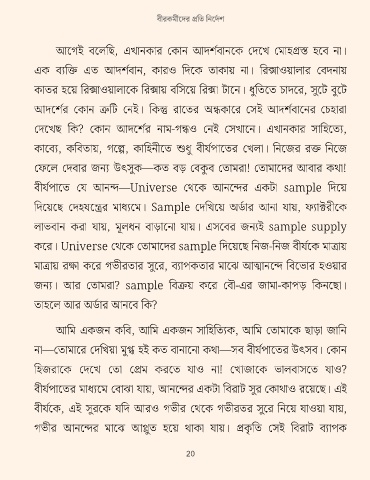 বীরকর্মীদের প্রতি নির্দেশ
আগেই বলেছি, এখানকার কোন আদর্শবানকে দেখে মোহগ্রস্ত হবে না।
এক ব্যক্তি এত আদর্শবান, কারও দিকে তাকায় না। রিক্সাওয়ালার বেদনায়
কাতর হয়ে রিক্সাওয়ালাকে রিক্সায় বসিয়ে রিক্সা টানে। ধুতিতে চাদরে, সুটে বুটে
আদর্শের কোন ত্রুটি নেই। কিন্তু রাতের অন্ধকারে সেই আদর্শবানের চেহারা
দেখেছ কি? কোন আদর্শের নাম-গন্ধও নেই সেখানে। এখানকার সাহিত্যে,
কাব্যে, কবিতায়, গল্পে, কাহিনীতে শুধু বীর্যপাতের খেলা। নিজের রক্ত নিজে
ফেলে দেবার জন্য উৎসুক—কত বড় বেকুব তোমরা! তোমাদের আবার কথা!
বীর্যপাতে যে আনন্দ—Universe থেকে আনন্দের একটা sample দিয়ে
দিয়েছে দেহযন্ত্রের মাধ্যমে। Sample দেখিয়ে অর্ডার আনা যায়, ফ্যাক্টরীকে
লাভবান করা যায়, মূলধন বাড়ানো যায়। এসবের জন্যই sample supply
করে। Universe থেকে তোমাদের sample দিয়েছে নিজ-নিজ বীর্যকে মাত্রায়
মাত্রায় রক্ষা করে গভীরতার সুরে, ব্যাপকতার মাঝে আত্মানন্দে বিভোর হওয়ার
জন্য। আর তোমরা? sample বিক্রয় করে বৌ-এর জামা-কাপড় কিনছো।
তাহলে আর অর্ডার আনবে কি?
আমি একজন কবি, আমি একজন সাহিত্যিক, আমি তোমাকে ছাড়া জানি
না—তোমারে দেখিয়া মুগ্ধ হই কত বানানো কথা—সব বীর্যপাতের উৎসব। কোন
হিজরাকে দেখে তো প্রেম করতে যাও না! খোজাকে ভালবাসতে যাও?
বীর্যপাতের মাধ্যমে বোঝা যায়, আনন্দের একটা বিরাট সুর কোথাও রয়েছে। এই
বীর্যকে, এই সুরকে যদি আরও গভীর থেকে গভীরতর সুরে নিয়ে যাওয়া যায়,
গভীর আনন্দের মাঝে আপ্লুত হয়ে থাকা যায়। প্রকৃতি সেই বিরাট ব্যাপক
20